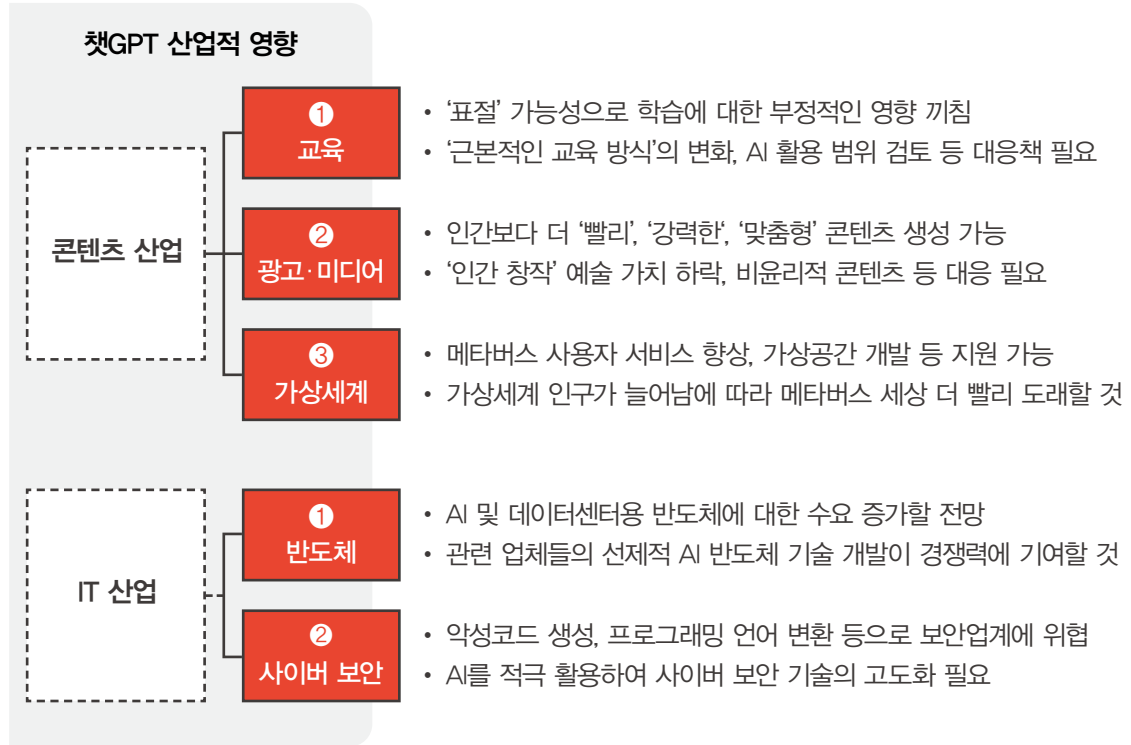 챗GPT 산업적 영향
콘텐츠 산업
❶
교육
• ‘표절’ 가능성으로 학습에 대한 부정적인 영향 끼침
• ‘근본적인 교육 방식’의 변화, AI 활용 범위 검토 등 대응책 필요
❷
광고·미디어
• 인간보다 더 ‘빨리’, ‘강력한‘, ‘맞춤형’ 콘텐츠 생성 가능
• ‘인간 창작’ 예술 가치 하락, 비윤리적 콘텐츠 등 대응 필요
❸
가상세계
• 메타버스 사용자 서비스 향상, 가상공간 개발 등 지원 가능
• 가상세계 인구가 늘어남에 따라 메타버스 세상 더 빨리 도래할 것
IT 산업
❶
반도체
• AI 및 데이터센터용 반도체에 대한 수요 증가할 전망
• 관련 업체들의 선제적 AI 반도체 기술 개발이 경쟁력에 기여할 것
❷
사이버 보안
• 악성코드 생성, 프로그래밍 언어 변환 등으로 보안업계에 위협
• AI를 적극 활용하여 사이버 보안 기술의 고도화 필요